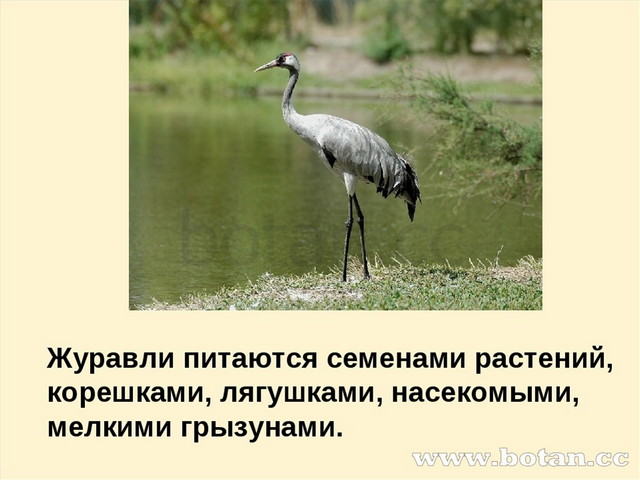 Журавли питаются семенами растений,
корешками, лягушками, насекомыми,
мелкими грызунами.
www.botan.cc